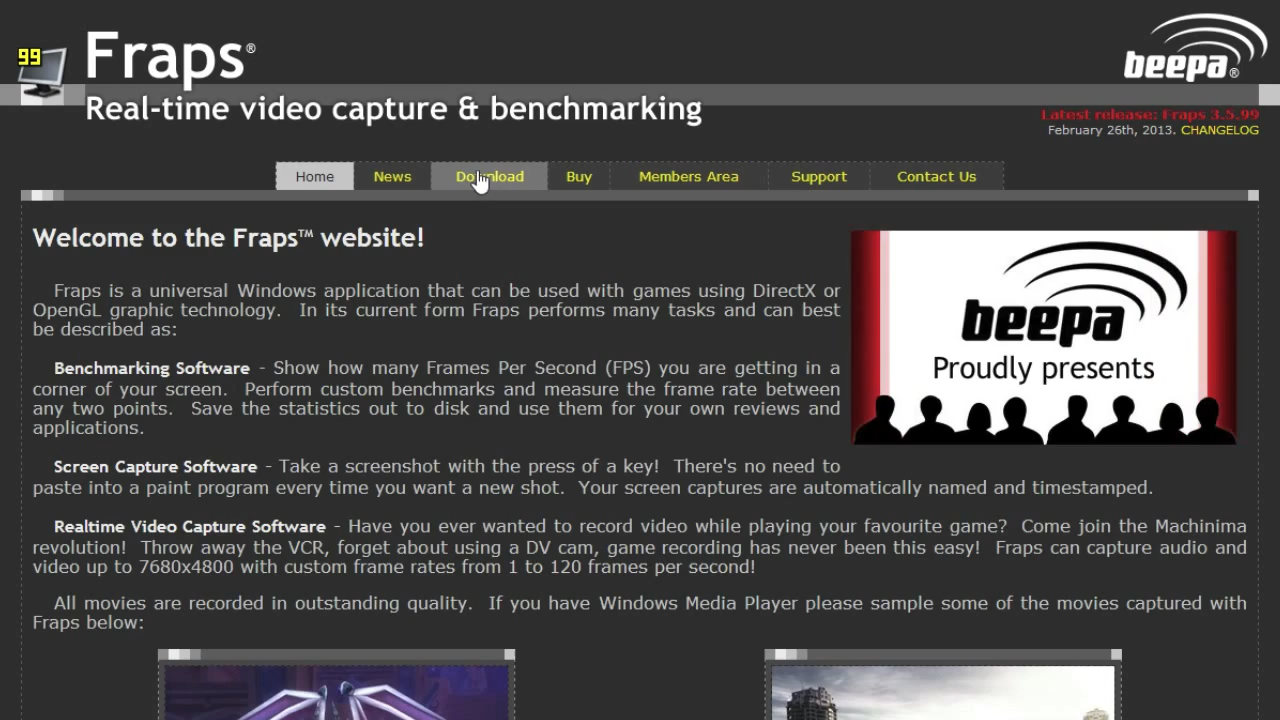 99
Fraps®
beepa®
Real-time video capture & benchmarking
Latest release: Fraps 3.5.99
February 26th, 2013. CHANGELOG
Home News Download Buy Members Area Support Contact Us
Welcome to the Fraps™ website!
Fraps is a universal Windows application that can be used with games using DirectX or
OpenGL graphic technology. In its current form Fraps performs many tasks and can best
be described as:
beepa
Proudly presents
Benchmarking Software - Show how many Frames Per Second (FPS) you are getting in a
corner of your screen. Perform custom benchmarks and measure the frame rate between
any two points. Save the statistics out to disk and use them for your own reviews and
applications.
Screen Capture Software - Take a screenshot with the press of a key! There's no need to
paste into a paint program every time you want a new shot. Your screen captures are automatically named and timestamped.
Realtime Video Capture Software - Have you ever wanted to record video while playing your favourite game? Come join the Machinima
revolution! Throw away the VCR, forget about using a DV cam, game recording has never been this easy! Fraps can capture audio and
video up to 7680x4800 with custom frame rates from 1 to 120 frames per second!
All movies are recorded in outstanding quality. If you have Windows Media Player please sample some of the movies captured with
Fraps below: